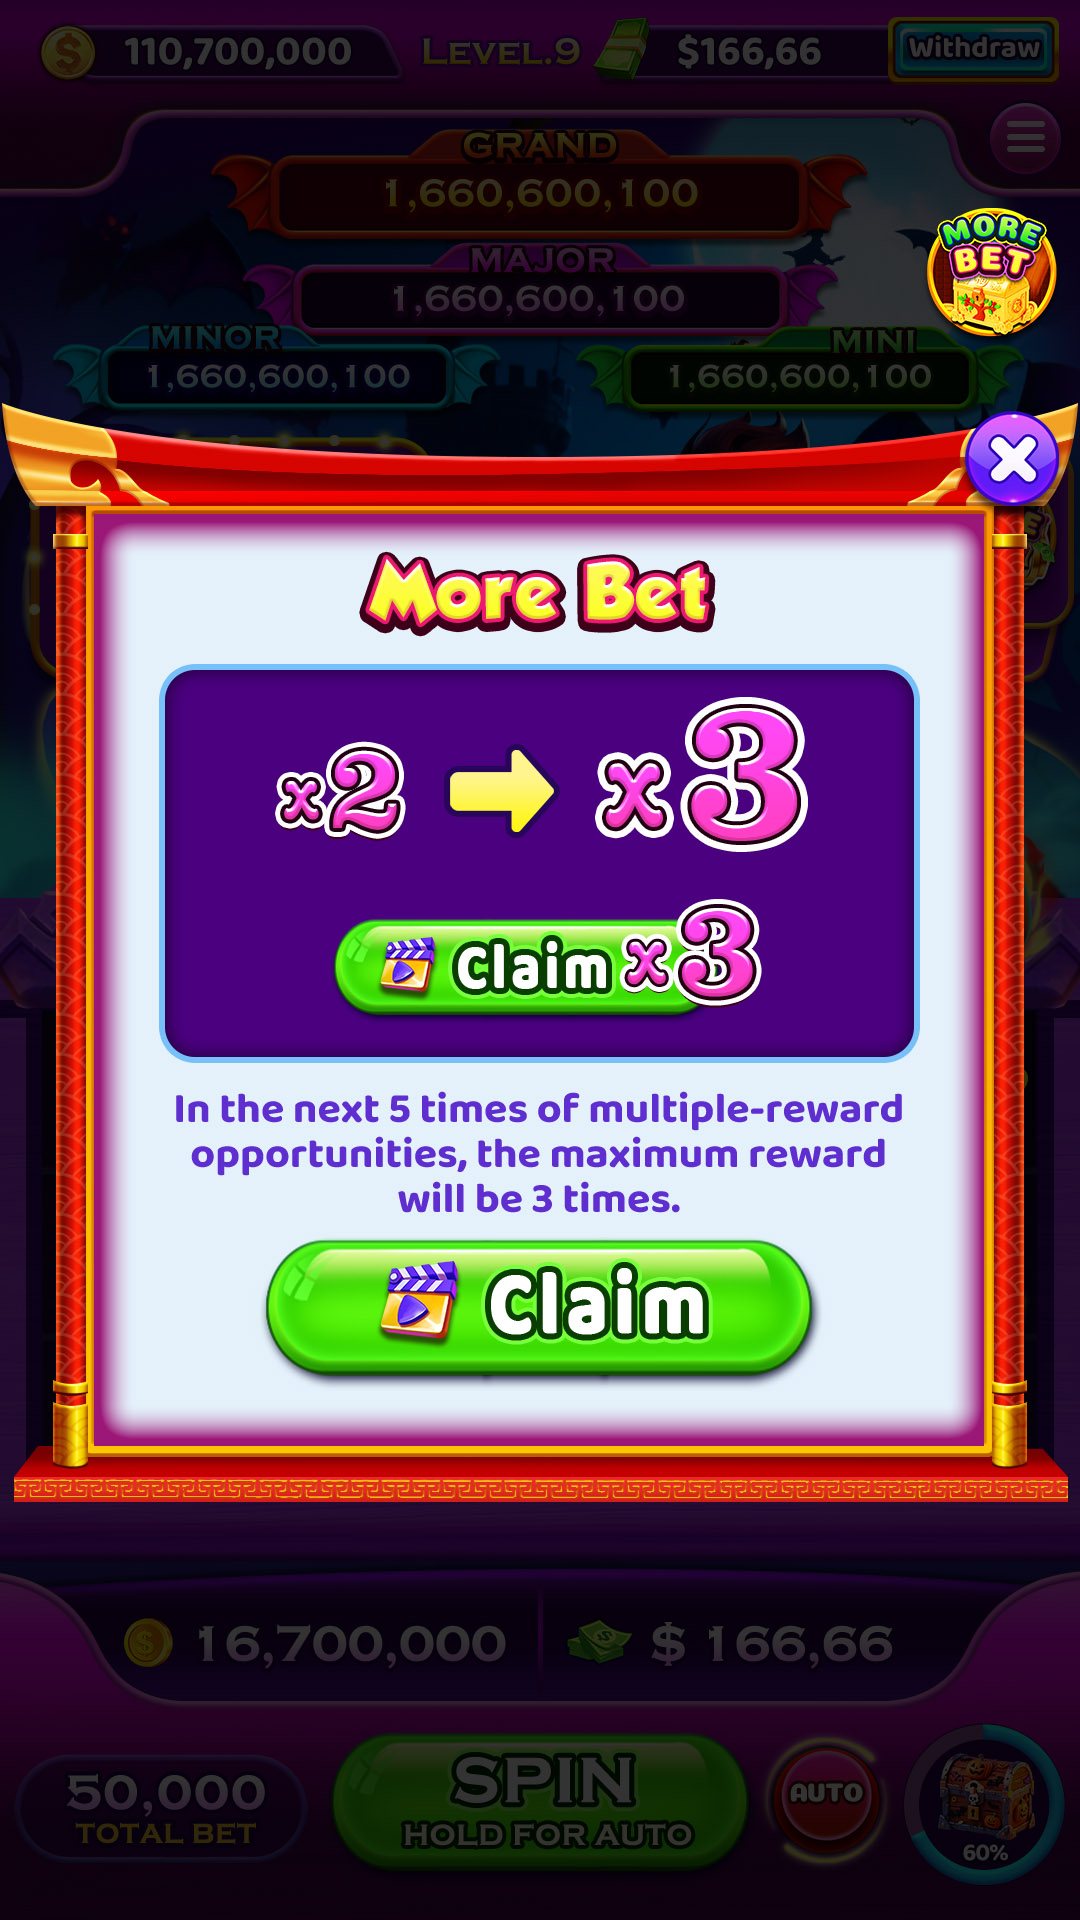 110,700,000
LEVEL.9
$166,66
Withdraw
GRAND
1,660,600,100
MORE
BET
MAJOR
1,660,600,100
MINOR
1,660,600,100
MINI
1,660,600,100
More Bet
x2
x3
Claim x3
In the next 5 times of multiple-reward
opportunities, the maximum reward
will be 3 times.
Claim
16,700,000
$ 166,66
50,000
TOTAL BET
SPIN
HOLD FOR AUTO
AUTO
60%